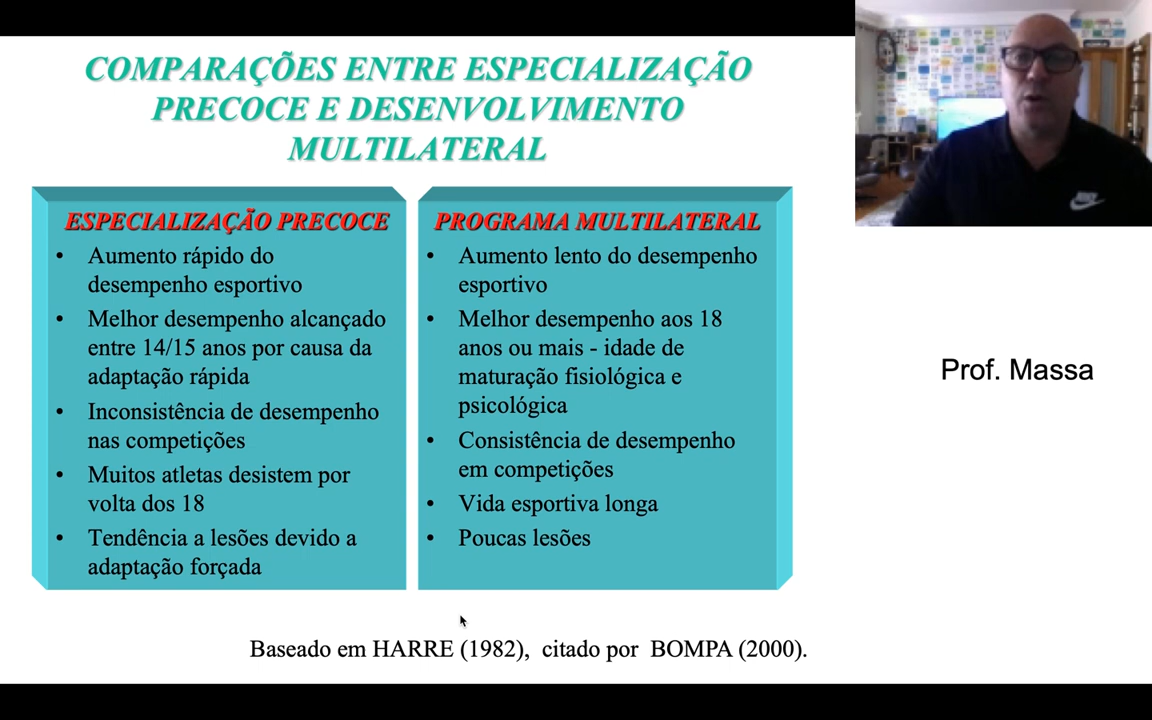 COMPARAÇÕES ENTRE ESPECIALIZAÇÃO
PRECOCE E DESENVOLVIMENTO
MULTILATERAL
ESPECIALIZAÇÃO PRECOCE
• Aumento rápido do
desempenho esportivo
• Melhor desempenho alcançado
entre 14/15 anos por causa da
adaptação rápida
• Inconsistência de desempenho
nas competições
• Muitos atletas desistem por
volta dos 18
• Tendência a lesões devido a
adaptação forçada
PROGRAMA MULTILATERAL
• Aumento lento do desempenho
esportivo
• Melhor desempenho aos 18
anos ou mais - idade de
maturação fisiológica e
psicológica
• Consistência de desempenho
em competições
• Vida esportiva longa
• Poucas lesões
Baseado em HARRE (1982), citado por BOMPA (2000).
Prof. Massa